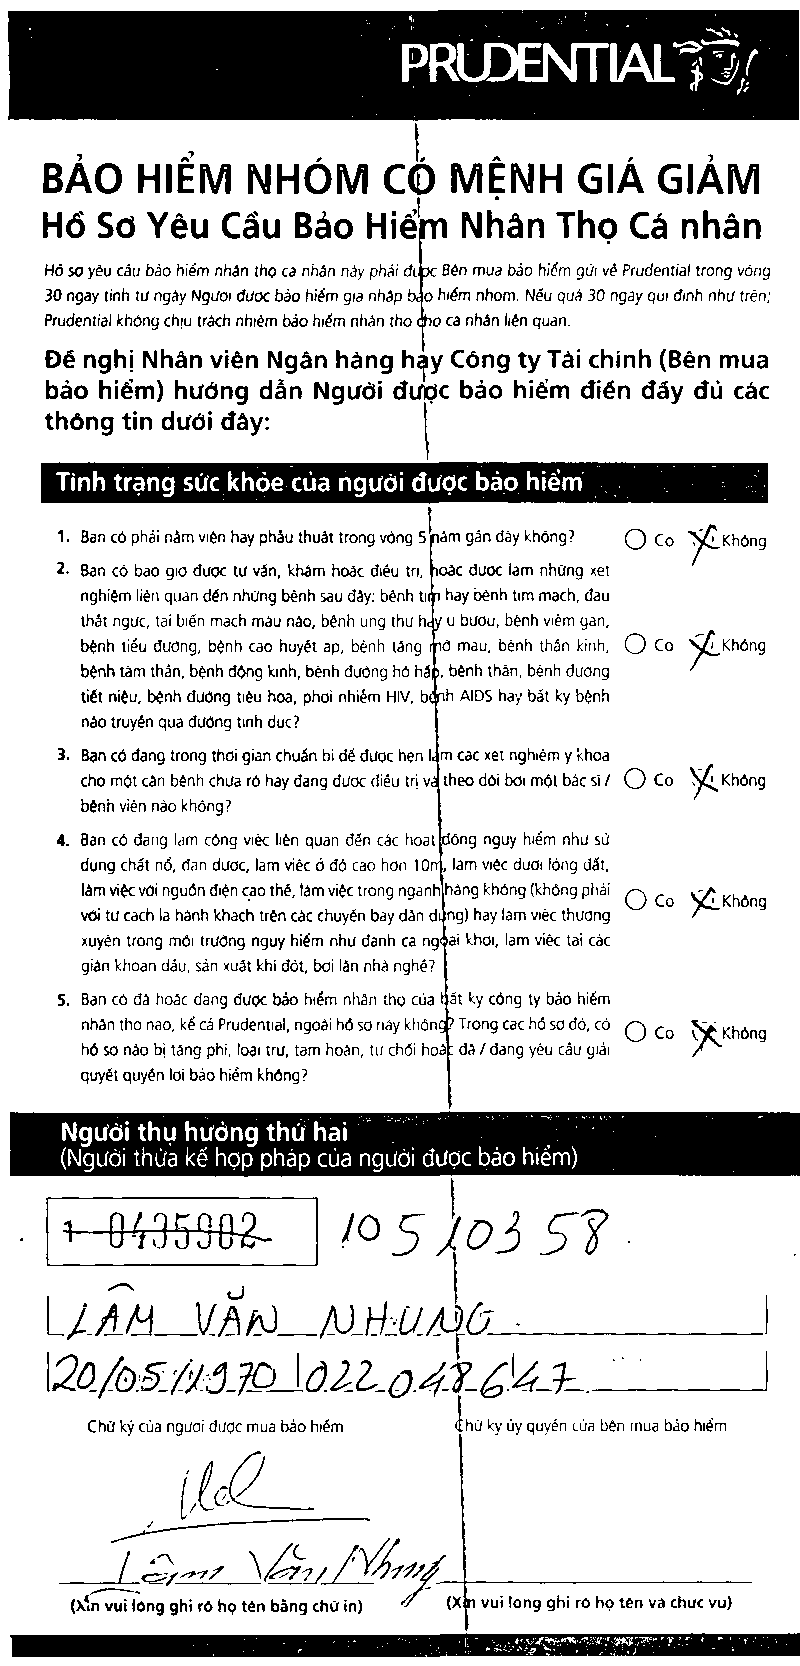 PRUDENTIAL
BẢO HIỂM NHÓM CÓ MỆNH GIÁ GIẢM
Hồ Sơ Yêu Cầu Bảo Hiểm Nhân Thọ Cá nhân
Hồ sơ yêu cầu bảo hiểm nhân thọ cá nhân này phải được Bên mua bảo hiểm gửi về Prudential trong vòng
30 ngày tính từ ngày Người được bảo hiểm gia nhập bảo hiểm nhóm. Nếu quá 30 ngày qui định như trên;
Prudential không chịu trách nhiệm bảo hiểm nhân thọ cho cá nhân liên quan.
Đề nghị Nhân viên Ngân hàng hay Công ty Tài chính (Bên mua
bảo hiểm) hướng dẫn Người được bảo hiểm điền đầy đủ các
thông tin dưới đây:
Tình trạng sức khỏe của người được bảo hiểm
1. Bạn có phải nằm viện hay phẫu thuật trong vòng 5 năm gần đây không? Có Không
2. Bạn có bao giờ được tư vấn, khám hoặc điều trị, hoặc được làm những xét
nghiệm liên quan đến những bệnh sau đây: bệnh tim hay bệnh tim mạch, đau
thắt ngực, tai biến mạch máu não, bệnh ung thư hay u bướu, bệnh viêm gan,
bệnh tiểu đường, bệnh cao huyết áp, bệnh tăng mỡ máu, bệnh thần kinh, Có Không
bệnh tâm thần, bệnh động kinh, bệnh đường hô hấp, bệnh thận, bệnh đường
tiết niệu, bệnh đường tiêu hóa, phơi nhiễm HIV, bệnh AIDS hay bất kỳ bệnh
nào truyền qua đường tình dục?
3. Bạn có đang trong thời gian chuẩn bị để được hẹn làm các xét nghiệm y khoa
cho một căn bệnh chưa rõ hay đang được điều trị và theo dõi bởi một bác sĩ / Có Không
bệnh viện nào không?
4. Bạn có đang làm công việc liên quan đến các hoạt động nguy hiểm như sử
dụng chất nổ, đạn dược, làm việc ở độ cao hơn 10m, làm việc dưới lòng đất,
làm việc với nguồn điện cao thế, làm việc trong ngành hàng không (không phải Có Không
với tư cách là hành khách trên các chuyến bay dân dụng) hay làm việc thường
xuyên trong môi trường nguy hiểm như đánh cá ngoài khơi, làm việc tại các
giàn khoan dầu, sản xuất khí đốt, bơi lặn nhà nghề?
5. Bạn có đã hoặc đang được bảo hiểm nhân thọ của bất kỳ công ty bảo hiểm
nhân thọ nào, kể cả Prudential, ngoài hồ sơ này không? Trong các hồ sơ đó, có Có Không
hồ sơ nào bị tăng phí, loại trừ, tạm hoãn, từ chối hoặc đã / đang yêu cầu giải
quyết quyền lợi bảo hiểm không?
Người thụ hưởng thứ hai
(Người thừa kế hợp pháp của người được bảo hiểm)
1-0435902 10510358
LÂM VĂN NHUNG
20/05/1970 022048647
Chữ ký của người được mua bảo hiểm Chữ ký ủy quyền của bên mua bảo hiểm
Lâm Văn Nhung
(Xin vui lòng ghi rõ họ tên bằng chữ in) (Xin vui lòng ghi rõ họ tên và chức vụ)